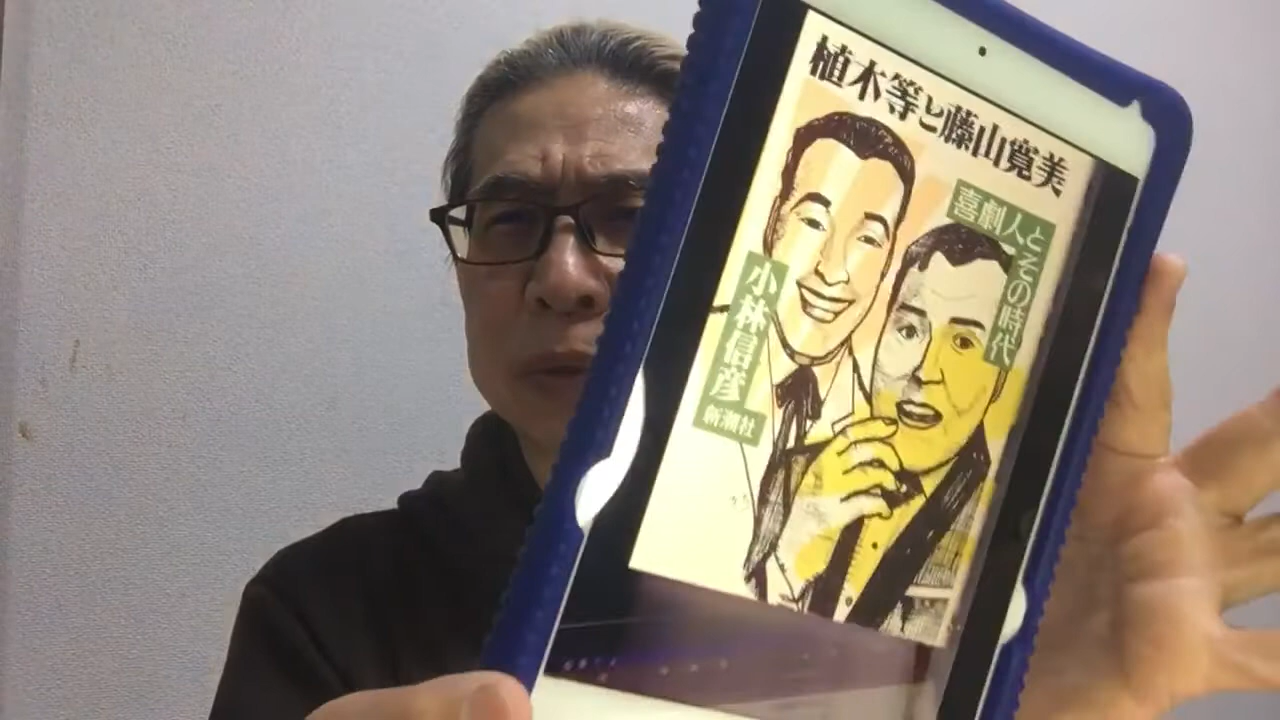 植木等と藤山寛美
喜劇人とその時代
小林信彦
新潮社